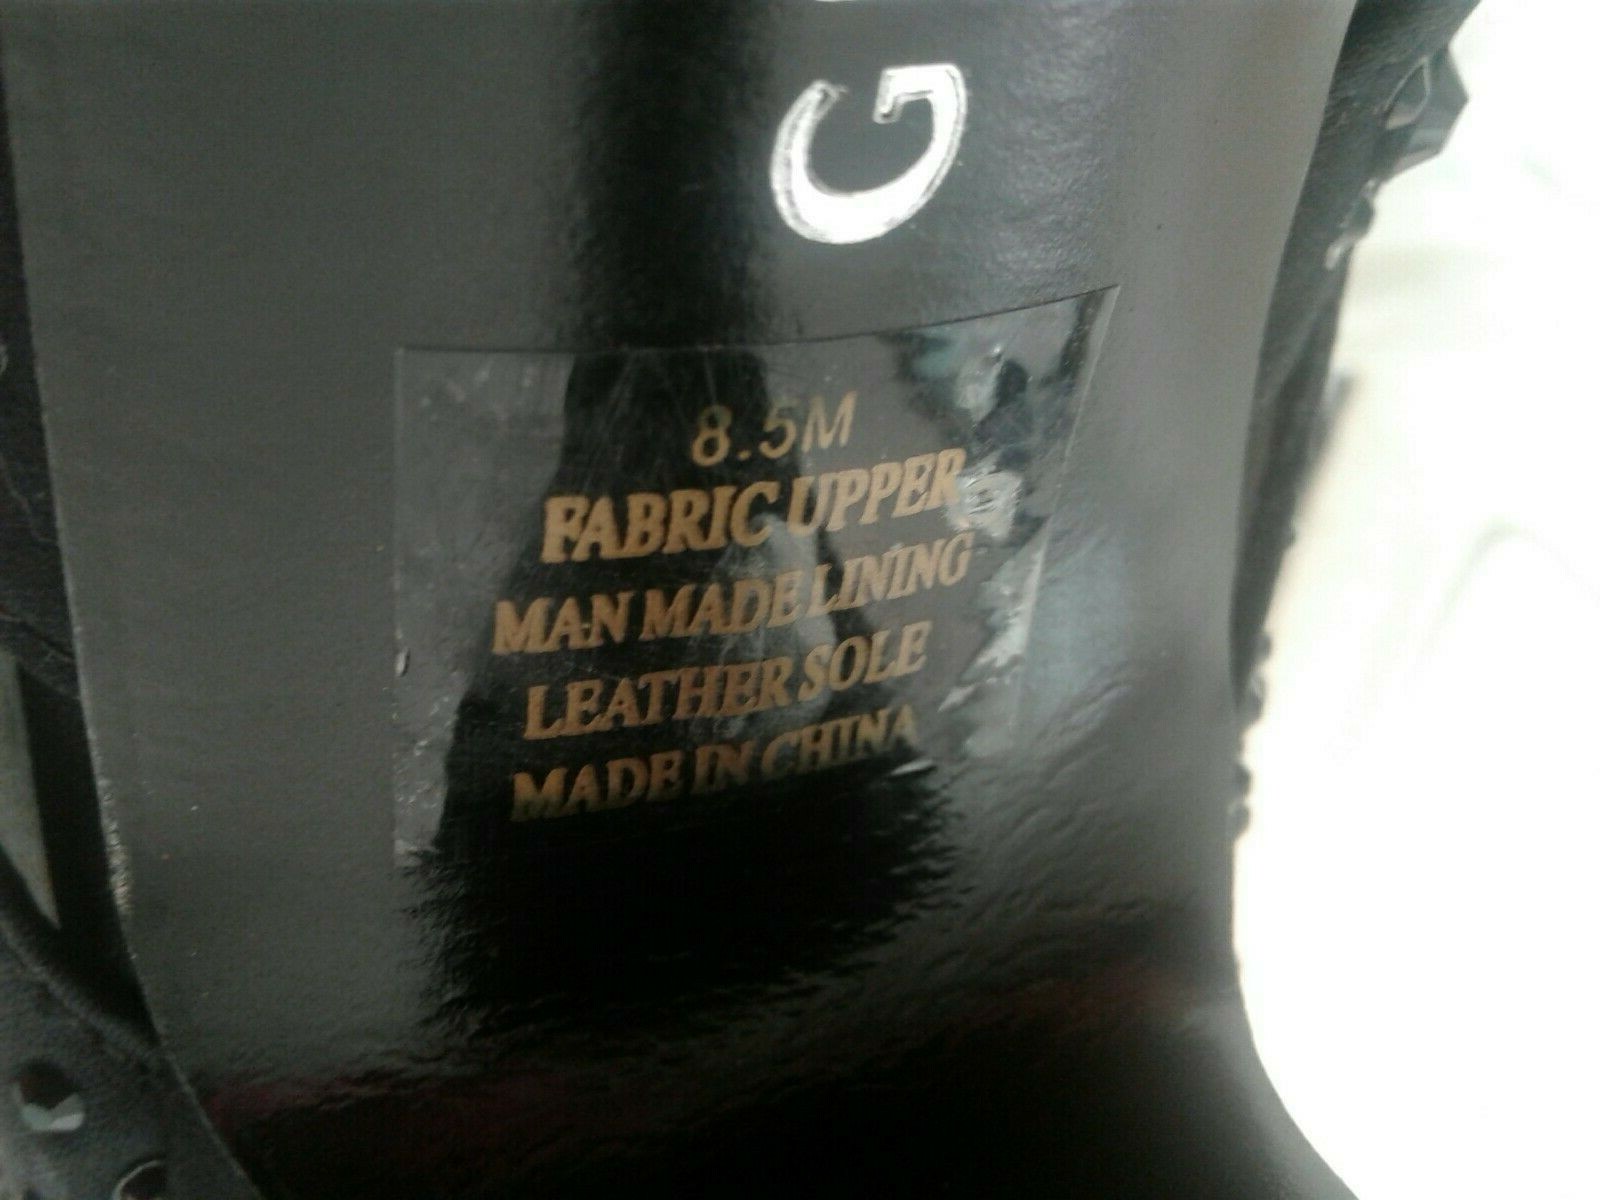 G
8.5M
FABRIC UPPER
MAN MADE LINING
LEATHER SOLE
MADE IN CHINA